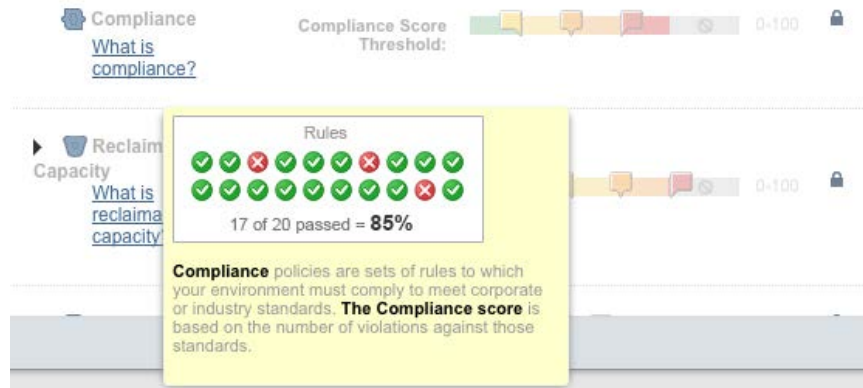 Compliance
What is
compliance?
Compliance Score
Threshold:
0-100
Reclaim
Capacity
What is
reclaima
capacity
0-100
Rules
17 of 20 passed = 85%
Compliance policies are sets of rules to which
your environment must comply to meet corporate
or industry standards. The Compliance score is
based on the number of violations against those
standards.